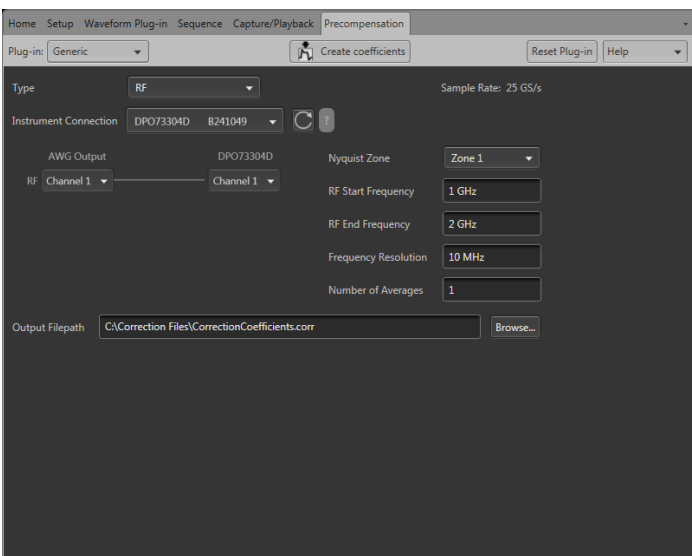 Home Setup Waveform Plug-in Sequence Capture/Playback Precompensation
Plug-in: Generic Create coefficients Reset Plug-in Help
Type RF Sample Rate: 25 GS/s
Instrument Connection DPO73304D B241049 ?
AWG Output DPO73304D Nyquist Zone Zone 1
RF Channel 1 Channel 1
RF Start Frequency 1 GHz
RF End Frequency 2 GHz
Frequency Resolution 10 MHz
Number of Averages 1
Output Filepath C:\Correction Files\CorrectionCoefficients.corr Browse...